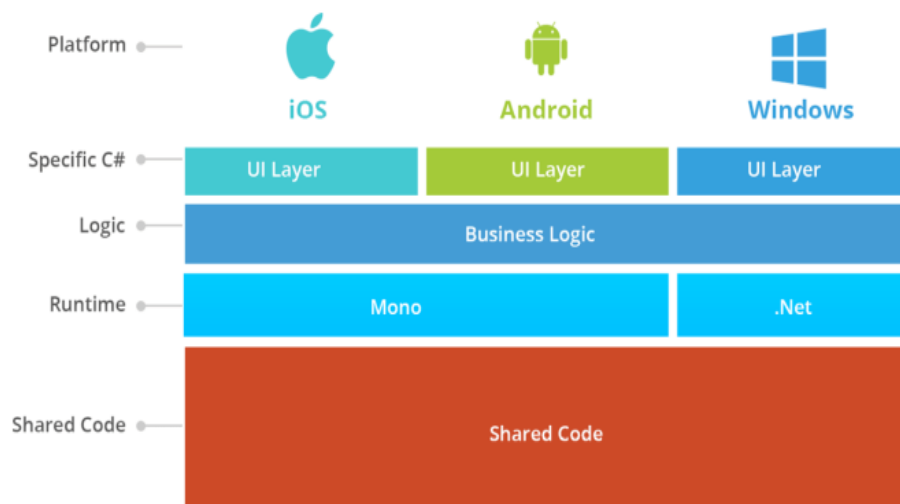 Platform
iOS Android Windows
Specific C# UI Layer UI Layer UI Layer
Logic Business Logic
Runtime Mono .Net
Shared Code Shared Code